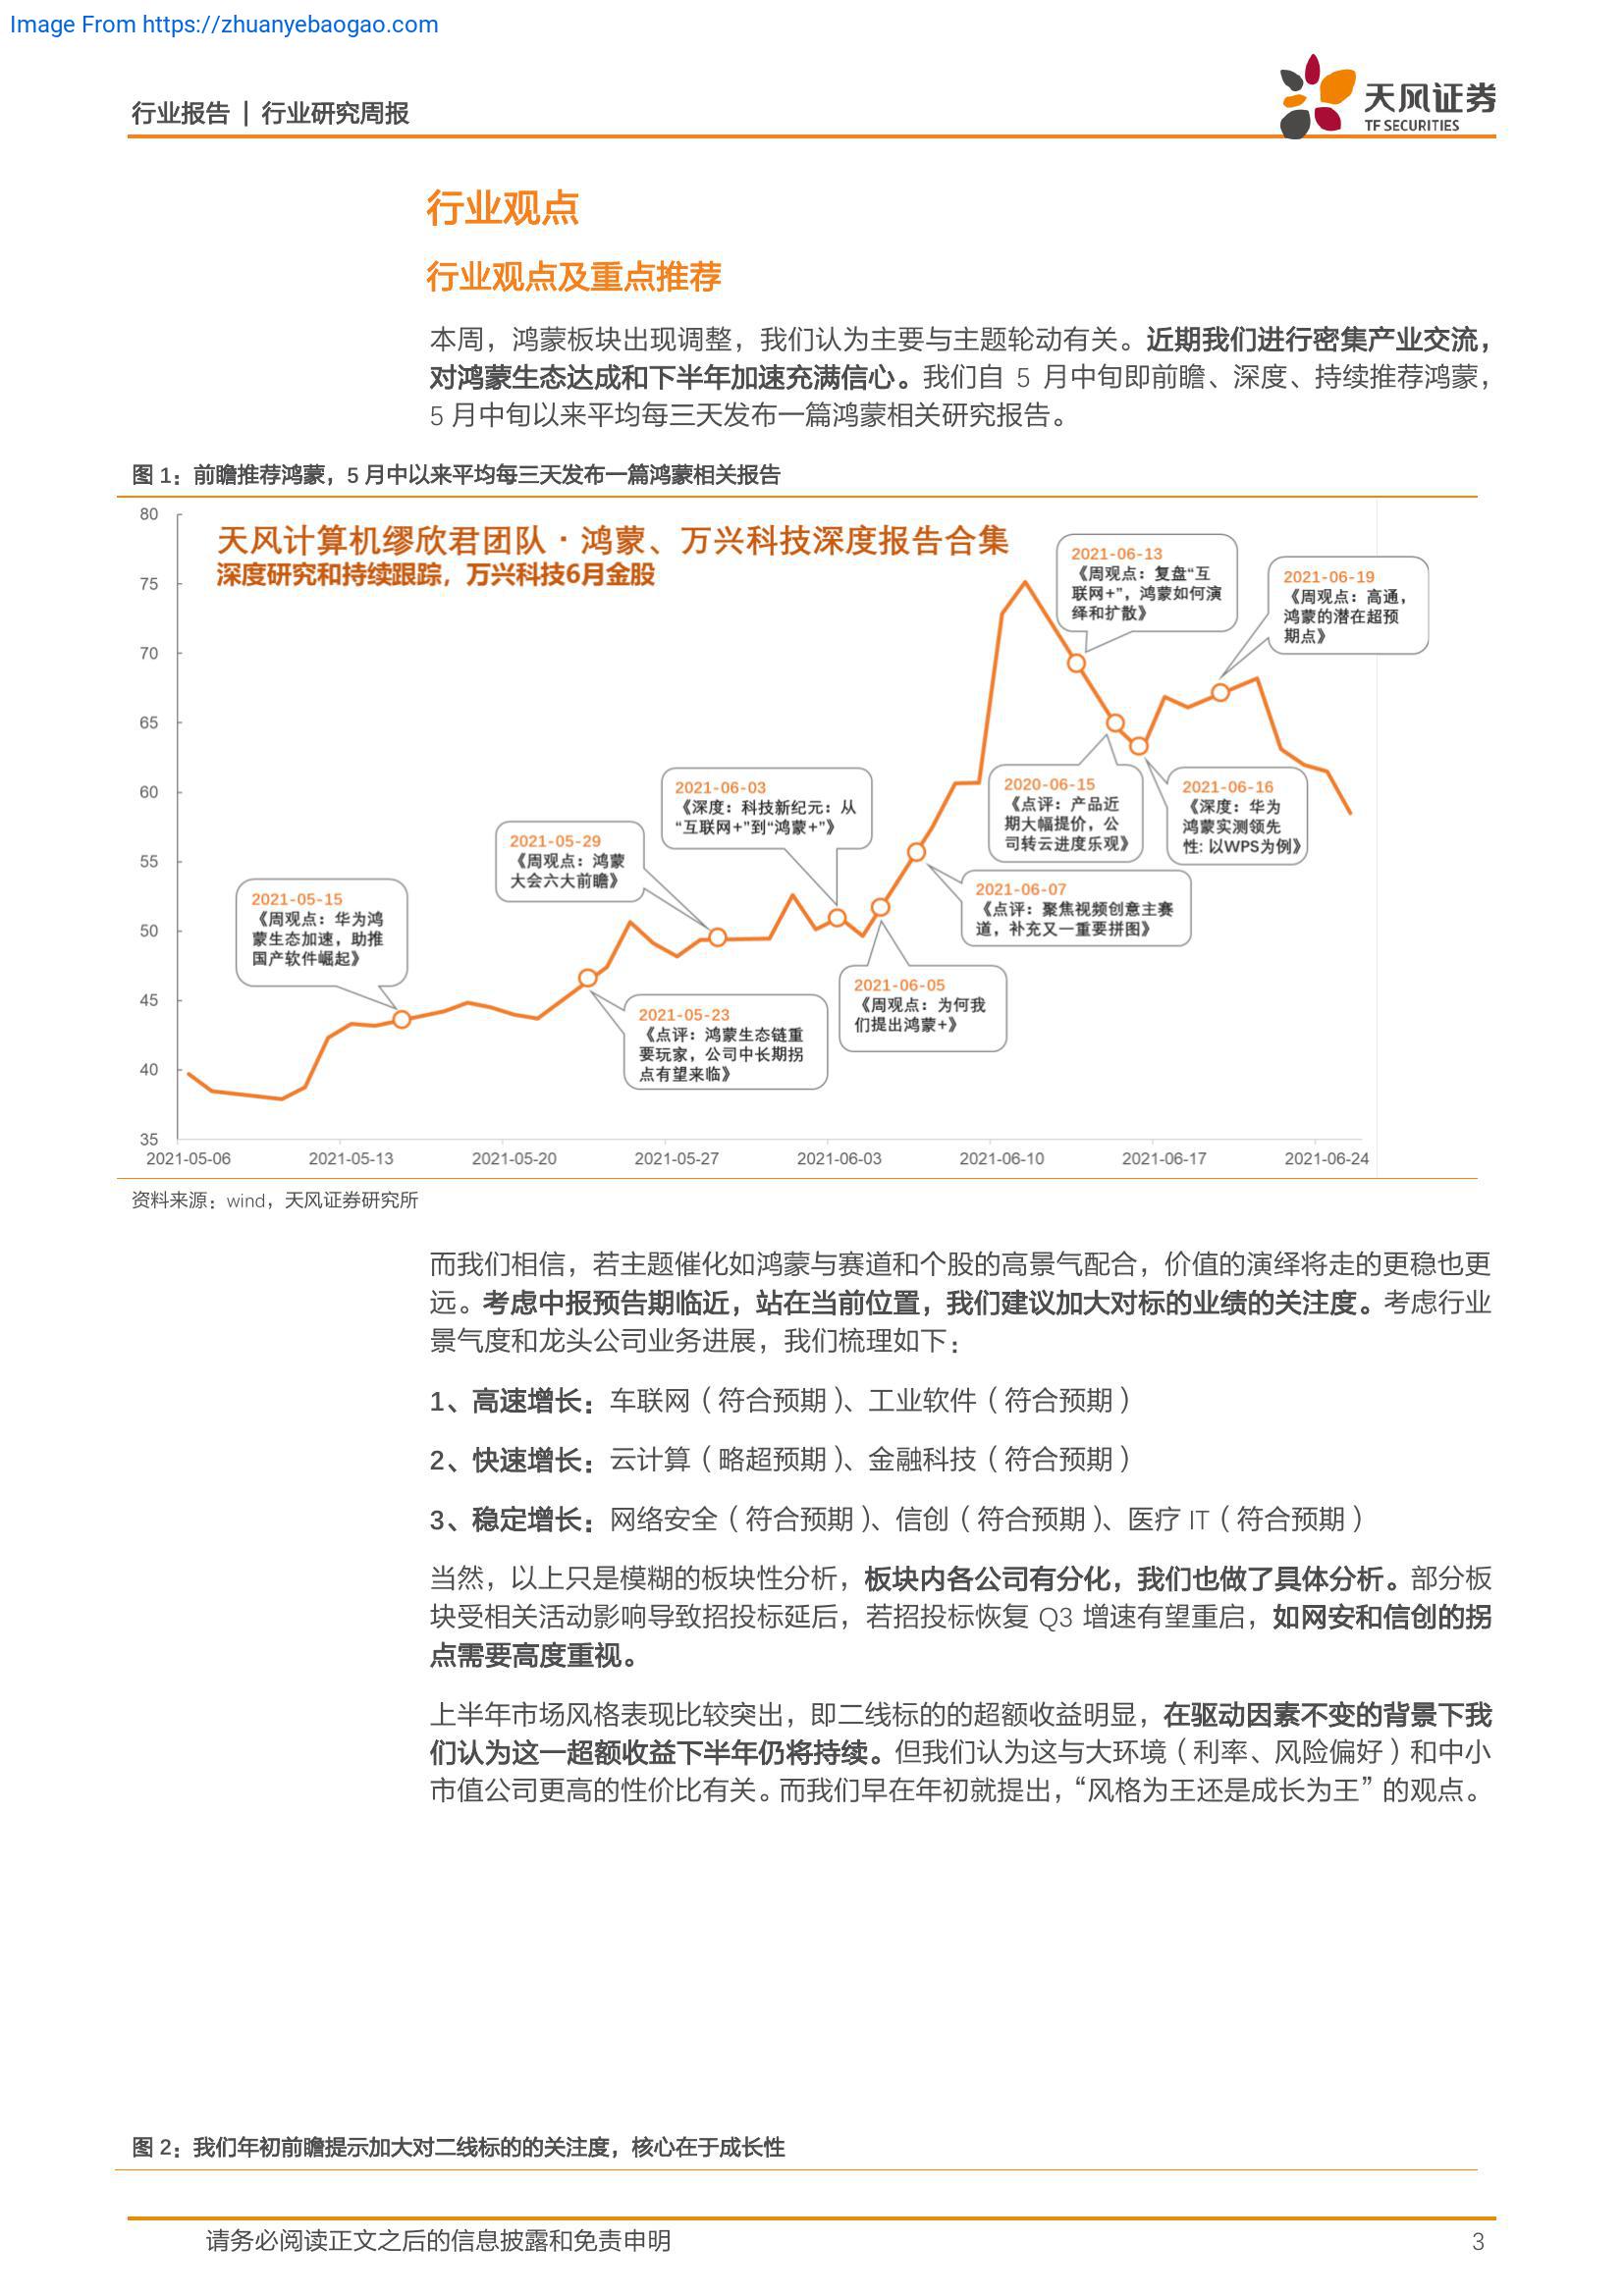 Image From https://zhuanyebaogao.com
行业报告 | 行业研究周报
天风证券
TF SECURITIES
行业观点
行业观点及重点推荐
本周，鸿蒙板块出现调整，我们认为主要与主题轮动有关。近期我们进行密集产业交流，
对鸿蒙生态达成和下半年加速充满信心。我们自 5 月中旬即前瞻、深度、持续推荐鸿蒙，
5 月中旬以来平均每三天发布一篇鸿蒙相关研究报告。
图 1：前瞻推荐鸿蒙，5 月中以来平均每三天发布一篇鸿蒙相关报告
天风计算机缪欣君团队·鸿蒙、万兴科技深度报告合集
深度研究和持续跟踪，万兴科技6月金股
80
75
70
65
60
55
50
45
40
35
2021-05-15
《周观点：华为鸿
蒙生态加速，助推
国产软件崛起》
2021-05-23
《点评：鸿蒙生态链重
要玩家，公司中长期拐
点有望来临》
2021-05-29
《周观点：鸿蒙
大会六大前瞻》
2021-06-03
《深度：科技新纪元：从
“互联网+”到“鸿蒙+”》
2021-06-05
《周观点：为何我
们提出鸿蒙+》
2021-06-07
《点评：聚焦视频创意主赛
道，补充又一重要拼图》
2021-06-13
《周观点：复盘“互
联网+”，鸿蒙如何演
绎和扩散》
2020-06-15
《点评：产品近
期大幅提价，公
司转云进度乐观》
2021-06-16
《深度：华为
鸿蒙实测领先
性: 以WPS为例》
2021-06-19
《周观点：高通，
鸿蒙的潜在超预
期点》
2021-05-06
2021-05-13
2021-05-20
2021-05-27
2021-06-03
2021-06-10
2021-06-17
2021-06-24
资料来源：wind，天风证券研究所
而我们相信，若主题催化如鸿蒙与赛道和个股的高景气配合，价值的演绎将走的更稳也更
远。考虑中报预告期临近，站在当前位置，我们建议加大对标的业绩的关注度。考虑行业
景气度和龙头公司业务进展，我们梳理如下：
1、高速增长：车联网（符合预期）、工业软件（符合预期）
2、快速增长：云计算（略超预期）、金融科技（符合预期）
3、稳定增长：网络安全（符合预期）、信创（符合预期）、医疗 IT（符合预期）
当然，以上只是模糊的板块性分析，板块内各公司有分化，我们也做了具体分析。部分板
块受相关活动影响导致招投标延后，若招投标恢复 Q3 增速有望重启，如网安和信创的拐
点需要高度重视。
上半年市场风格表现比较突出，即二线标的的超额收益明显，在驱动因素不变的背景下我
们认为这一超额收益下半年仍将持续。但我们认为这与大环境（利率、风险偏好）和中小
市值公司更高的性价比有关。而我们早在年初就提出，“风格为王还是成长为王” 的观点。
图 2：我们年初前瞻提示加大对二线标的的关注度，核心在于成长性
请务必阅读正文之后的信息披露和免责申明
3